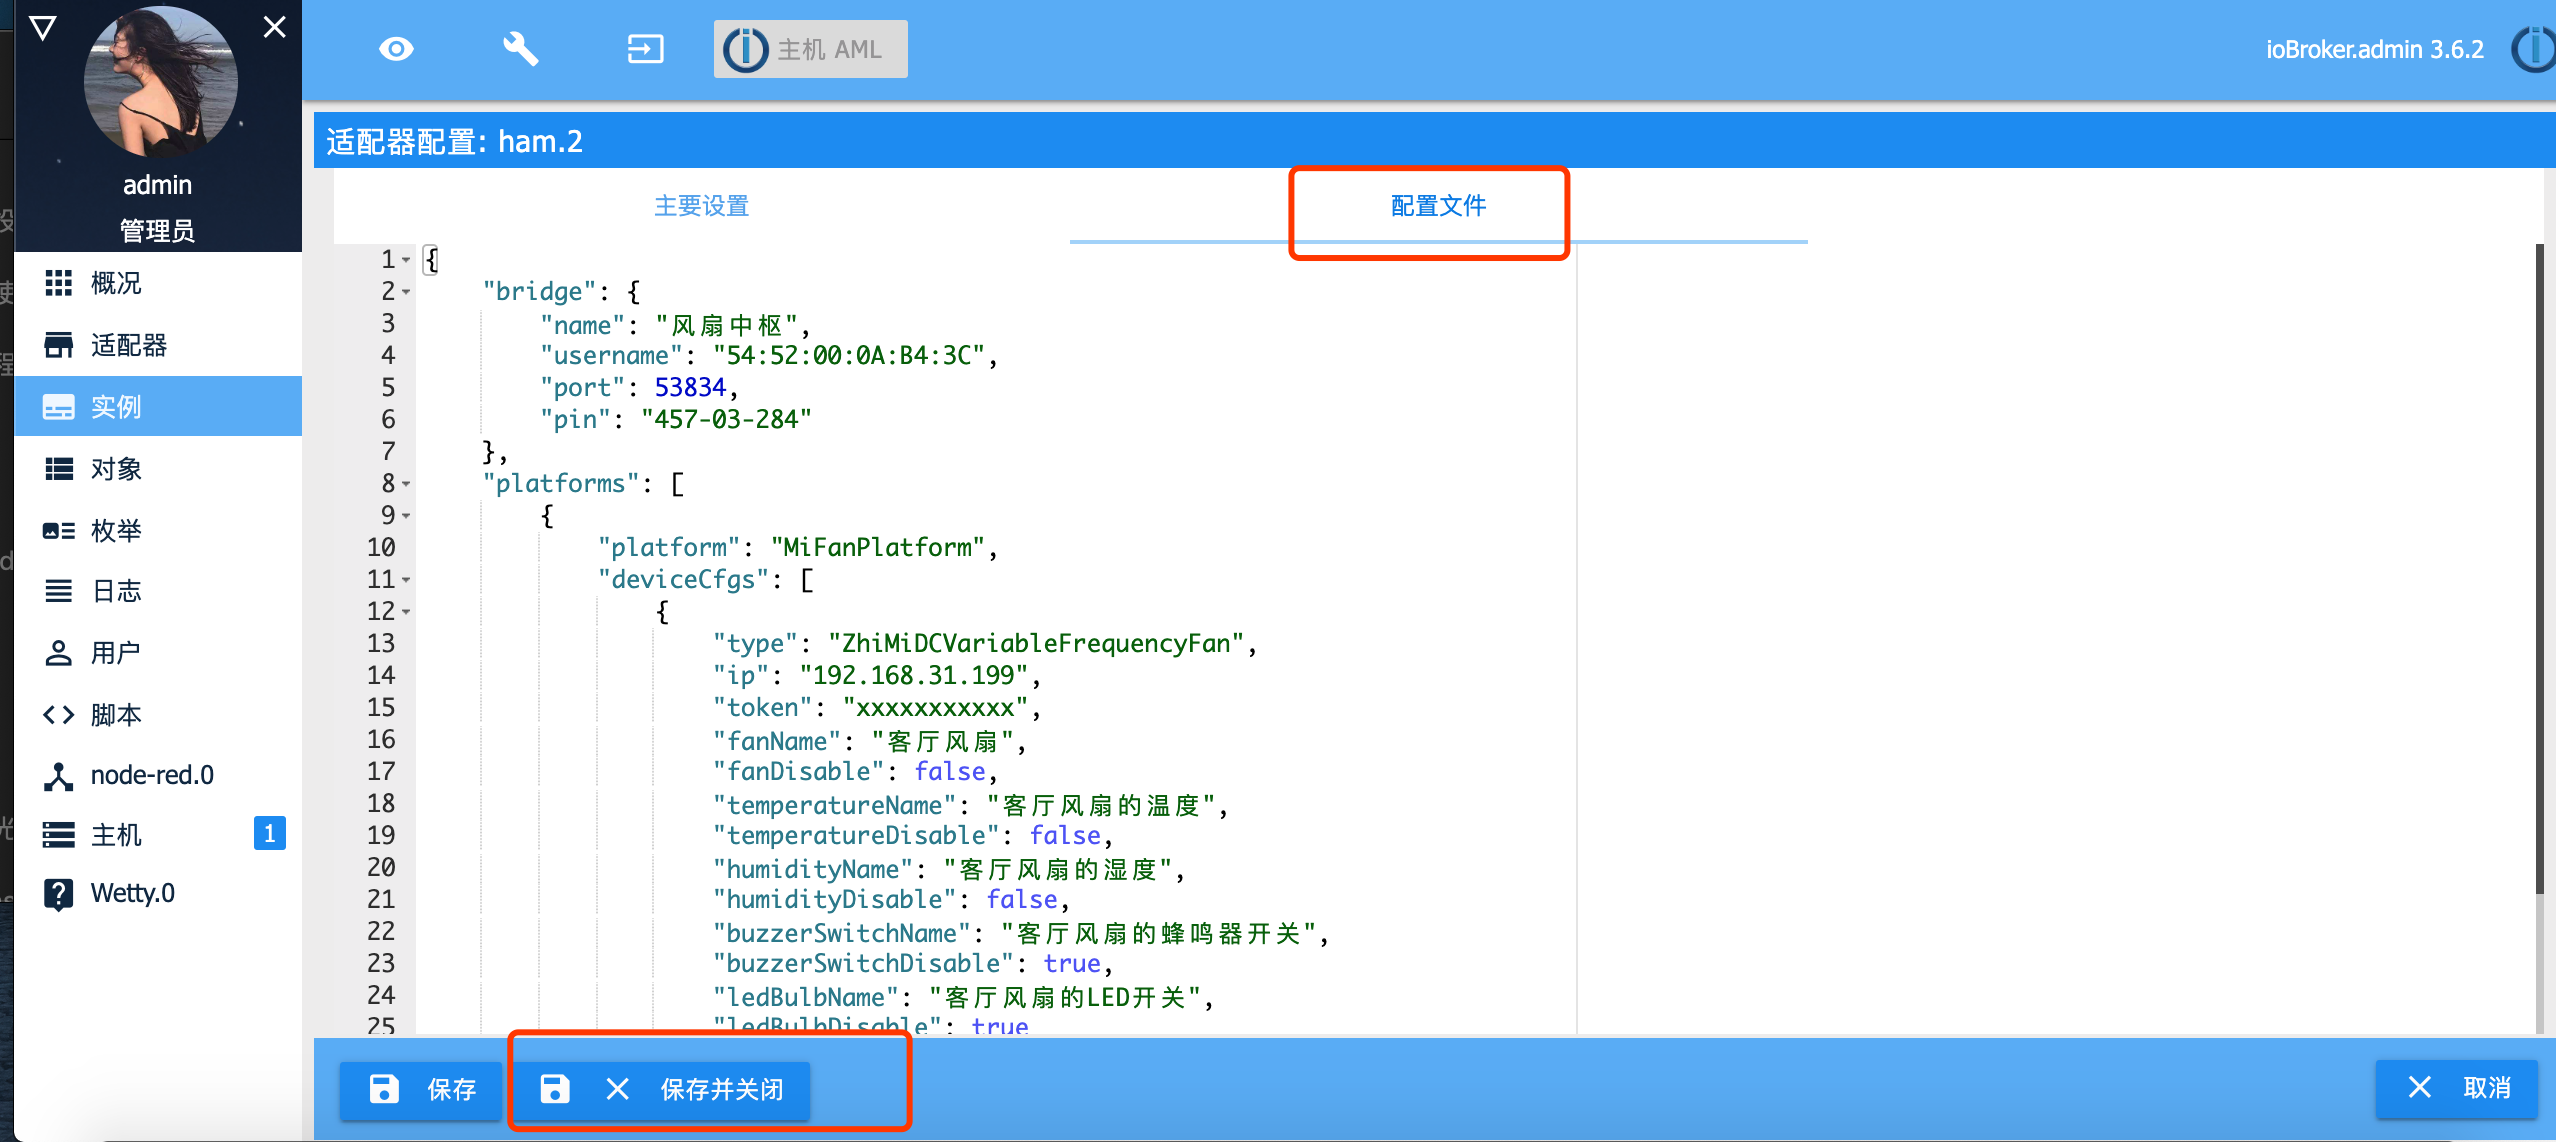 主机 AML
ioBroker.admin 3.6.2
admin
管理员
概况
适配器
实例
对象
枚举
日志
用户
脚本
node-red.0
主机
1
Wetty.0
适配器配置: ham.2
主要设置
配置文件
1 {
2 "bridge": {
3 "name": "风扇中枢",
4 "username": "54:52:00:0A:B4:3C",
5 "port": 53834,
6 "pin": "457-03-284"
7 },
8 "platforms": [
9 {
10 "platform": "MiFanPlatform",
11 "deviceCfgs": [
12 {
13 "type": "ZhiMiDCVariableFrequencyFan",
14 "ip": "192.168.31.199",
15 "token": "xxxxxxxxxxx",
16 "fanName": "客厅风扇",
17 "fanDisable": false,
18 "temperatureName": "客厅风扇的温度",
19 "temperatureDisable": false,
20 "humidityName": "客厅风扇的湿度",
21 "humidityDisable": false,
22 "buzzerSwitchName": "客厅风扇的蜂鸣器开关",
23 "buzzerSwitchDisable": true,
24 "ledBulbName": "客厅风扇的LED开关",
25 "ledBulbDisable": true
保存
保存并关闭
取消